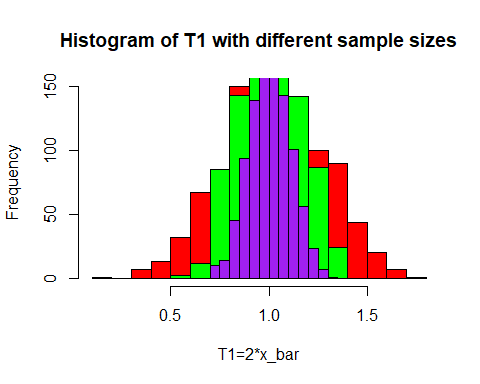 Histogram of T1 with different sample sizes
Frequency
150
100
50
0
0.5 1.0 1.5
T1=2*x_bar